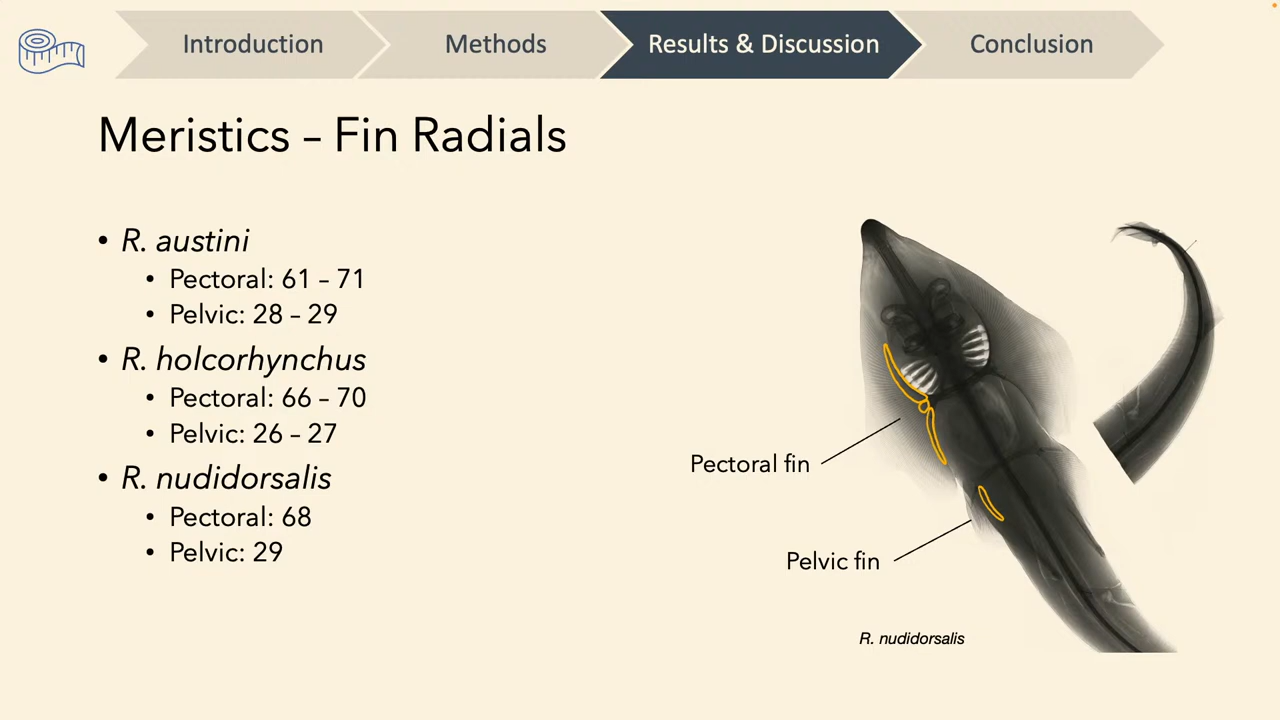 Introduction
Methods
Results & Discussion
Conclusion
Meristics – Fin Radials
• R. austini
• Pectoral: 61 – 71
• Pelvic: 28 – 29
• R. holcorhynchus
• Pectoral: 66 – 70
• Pelvic: 26 – 27
• R. nudidorsalis
• Pectoral: 68
• Pelvic: 29
Pectoral fin
Pelvic fin
R. nudidorsalis